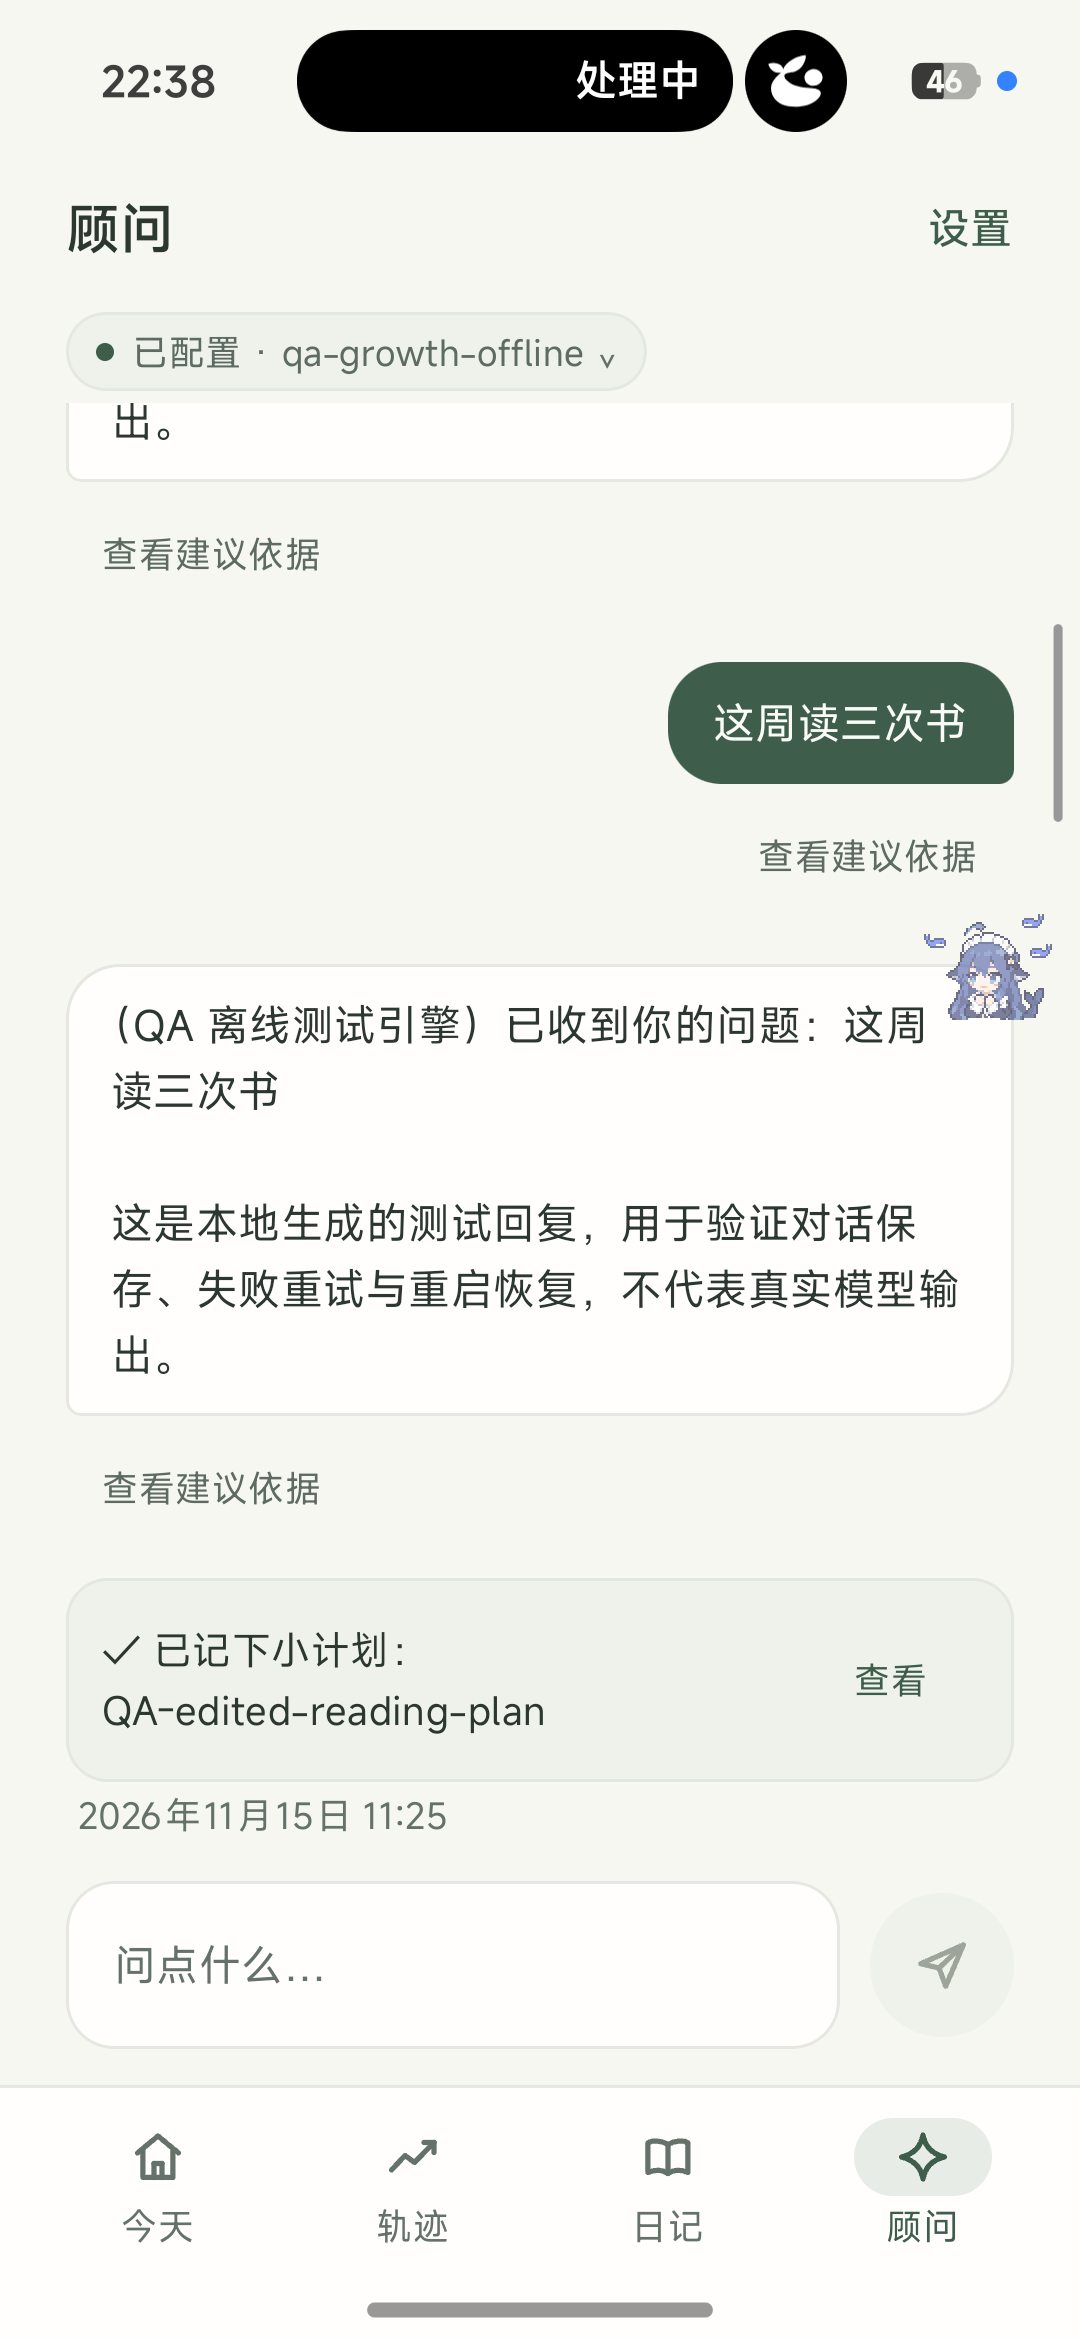 22:38
处理中
46
顾问
设置
已配置 · qa-growth-offline
出。
查看建议依据
这周读三次书
查看建议依据
（QA 离线测试引擎）已收到你的问题：这周
读三次书
这是本地生成的测试回复，用于验证对话保
存、失败重试与重启恢复，不代表真实模型输
出。
查看建议依据
✓ 已记下小计划：
QA-edited-reading-plan
查看
2026年11月15日 11:25
问点什么…
今天
轨迹
日记
顾问